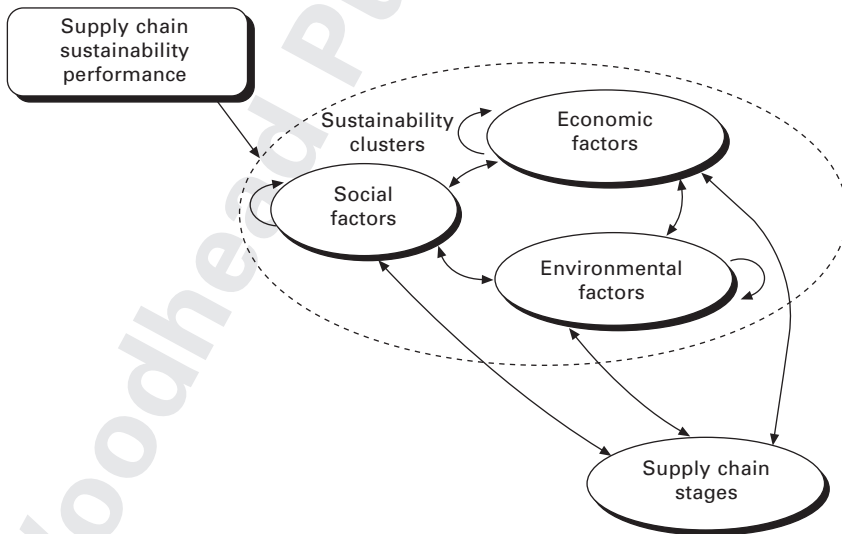 Supply chain
sustainability
performance
Sustainability
clusters
Economic
factors
Social
factors
Environmental
factors
Supply chain
stages